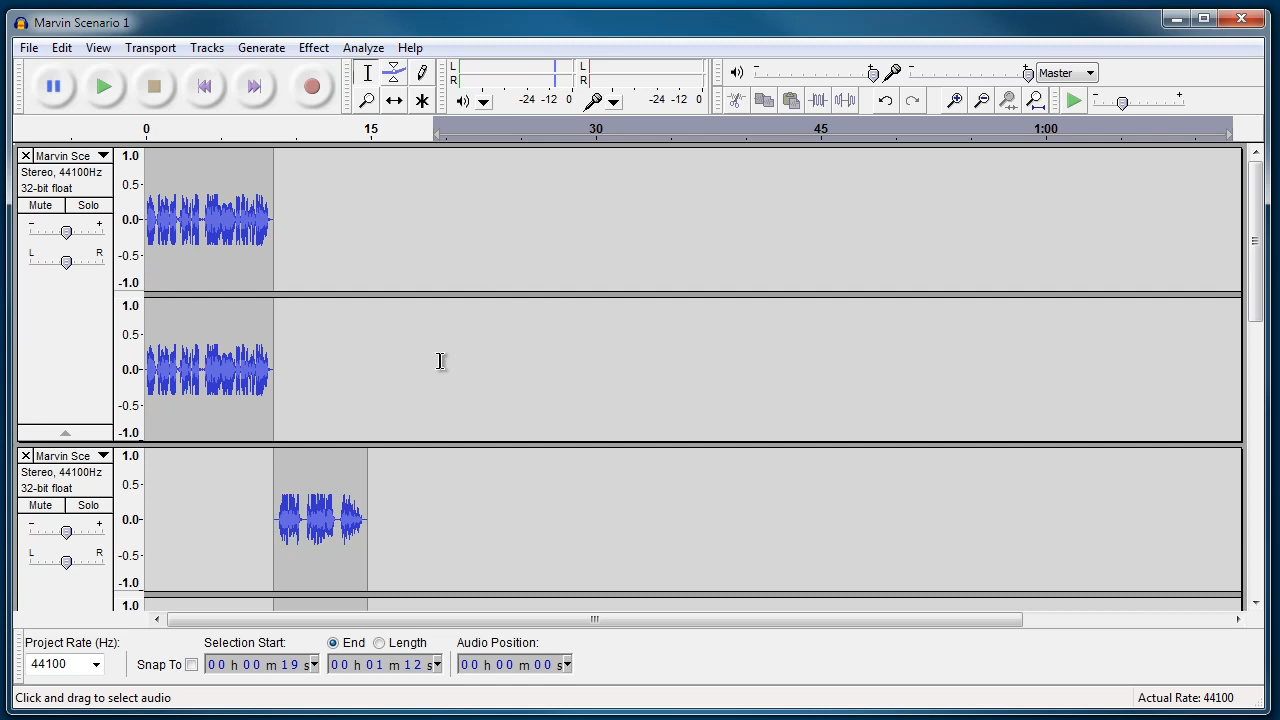 Marvin Scenario 1
File Edit View Transport Tracks Generate Effect Analyze Help
L
R
L
R
Master
-24 -12 0
-24 -12 0
0 15 30 45 1:00
Marvin Sce
Stereo, 44100Hz
32-bit float
Mute Solo
- +
L R
1.0
0.5
0.0
-0.5
-1.0
1.0
0.5
0.0
-0.5
-1.0
Marvin Sce
Stereo, 44100Hz
32-bit float
Mute Solo
- +
L R
1.0
0.5
0.0
-0.5
-1.0
1.0
Project Rate (Hz): Selection Start: End Length Audio Position:
44100 Snap To 00 h 00 m 19 s 00 h 01 m 12 s 00 h 00 m 00 s
Click and drag to select audio Actual Rate: 44100